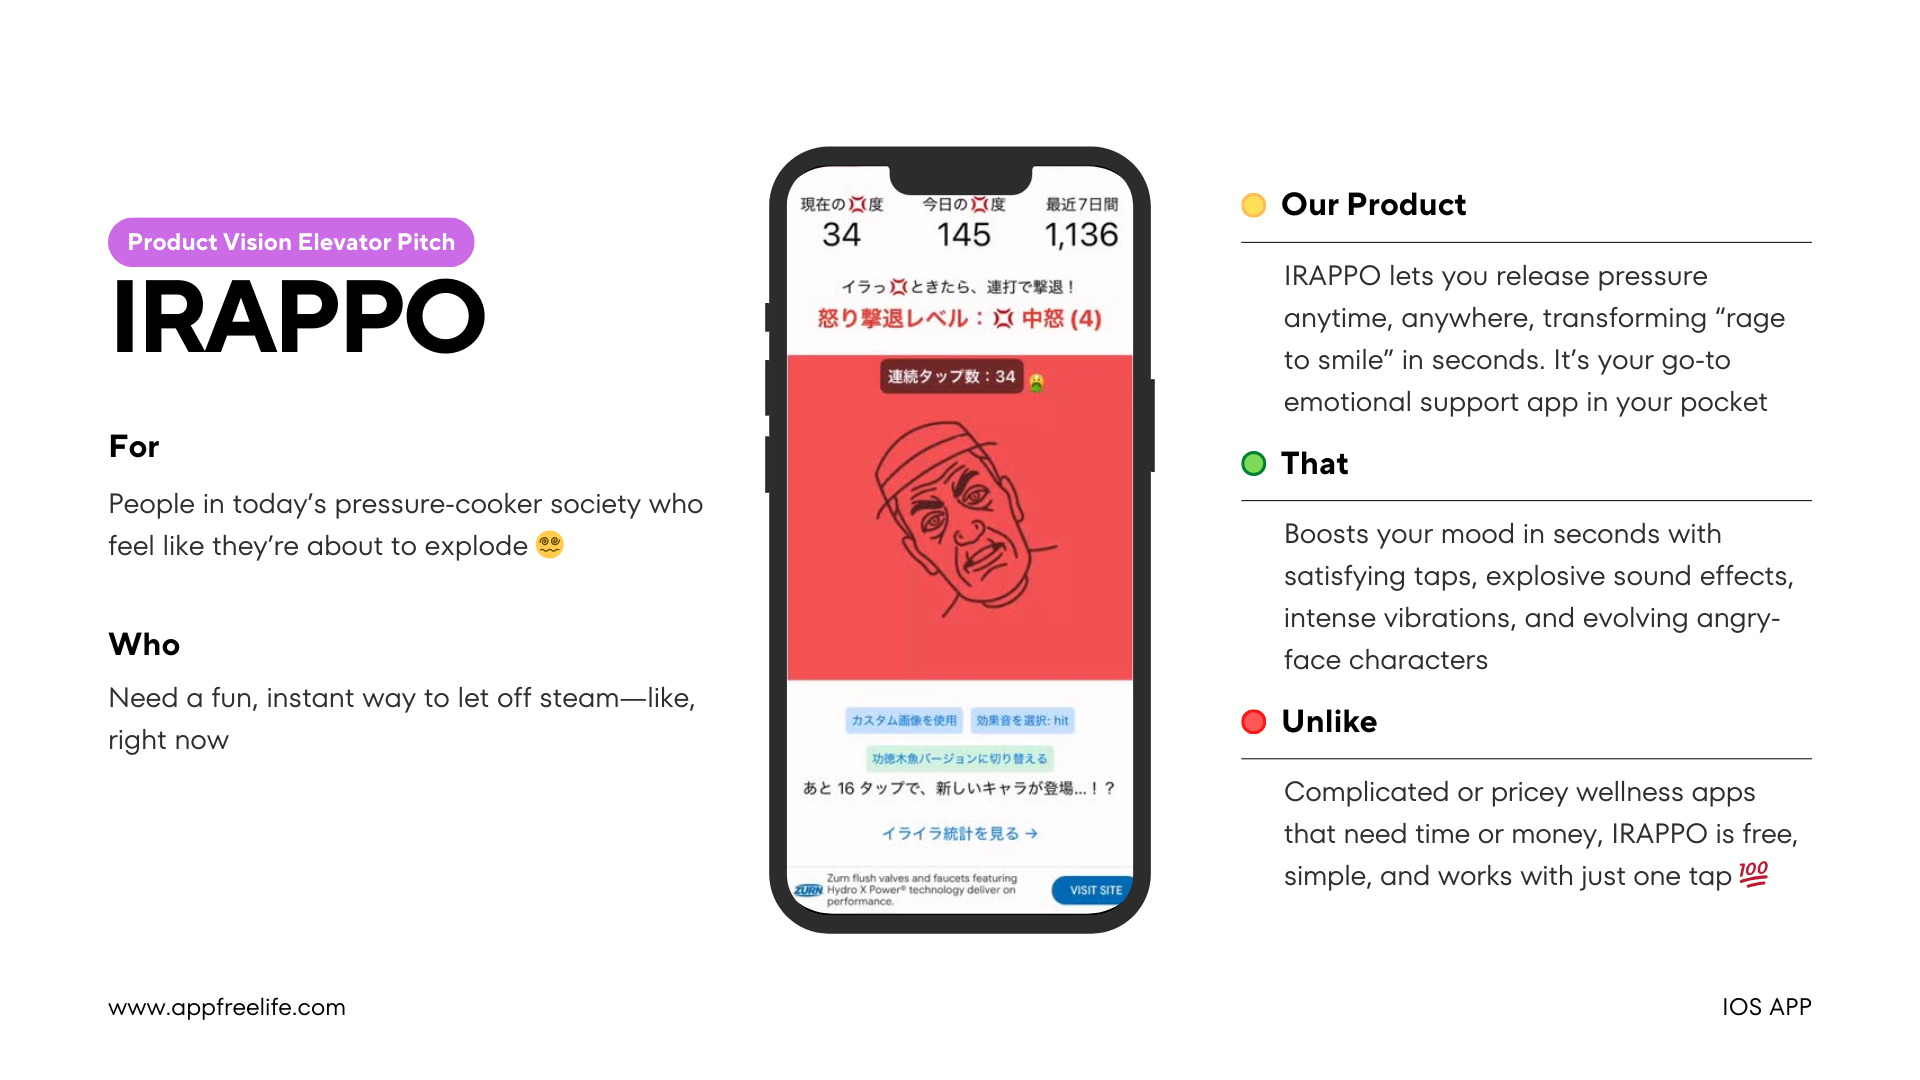 Product Vision Elevator Pitch
IRAPPO
For
People in today’s pressure-cooker society who
feel like they’re about to explode 😵‍💫
Who
Need a fun, instant way to let off steam—like,
right now
現在の💢度 今日の💢度 最近7日間
34 145 1,136
イラっ💢ときたら、連打で撃退！
怒り撃退レベル：💢 中怒 (4)
連続タップ数：34 🤮
カスタム画像を使用 効果音を選択: hit
功徳木魚バージョンに切り替える
あと 16 タップで、新しいキャラが登場...！？
イライラ統計を見る →
ZURN
Zurn flush valves and faucets featuring
Hydro X Power® technology deliver on
performance.
VISIT SITE
Our Product
IRAPPO lets you release pressure
anytime, anywhere, transforming “rage
to smile” in seconds. It’s your go-to
emotional support app in your pocket
That
Boosts your mood in seconds with
satisfying taps, explosive sound effects,
intense vibrations, and evolving angry-
face characters
Unlike
Complicated or pricey wellness apps
that need time or money, IRAPPO is free,
simple, and works with just one tap 💯
www.appfreelife.com
IOS APP